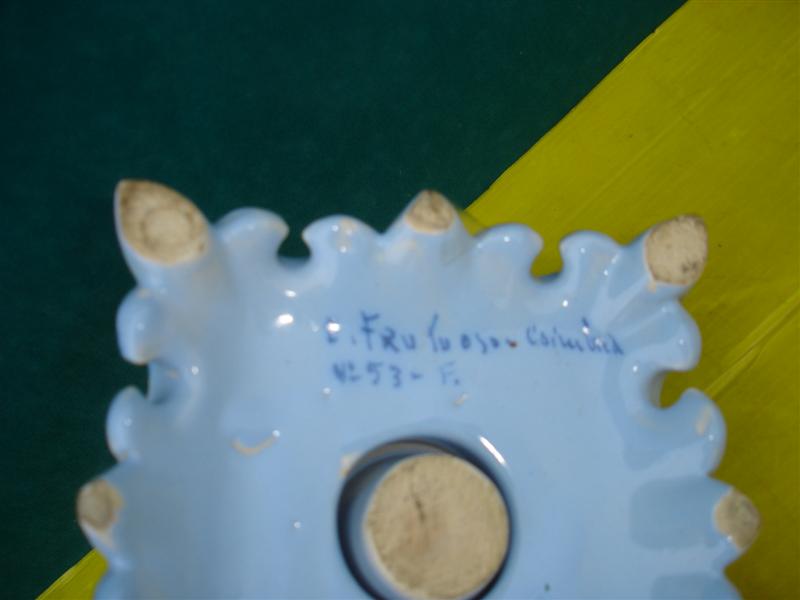 L. Frutuoso - Coimbra
Nº 53 - F.